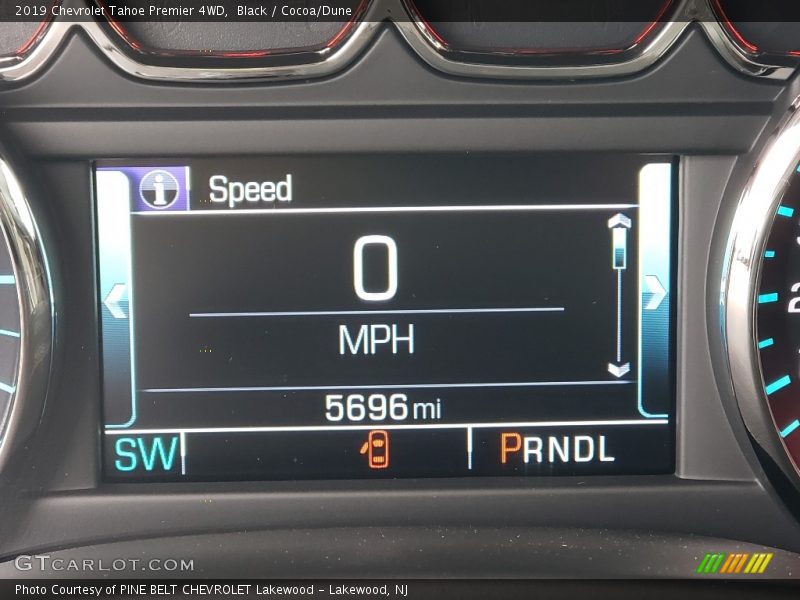 2019 Chevrolet Tahoe Premier 4WD,  Black / Cocoa/Dune
Speed
0
MPH
5696 mi
SW
PRNDL
GTCARLOT.COM
Photo Courtesy of PINE BELT CHEVROLET Lakewood - Lakewood, NJ